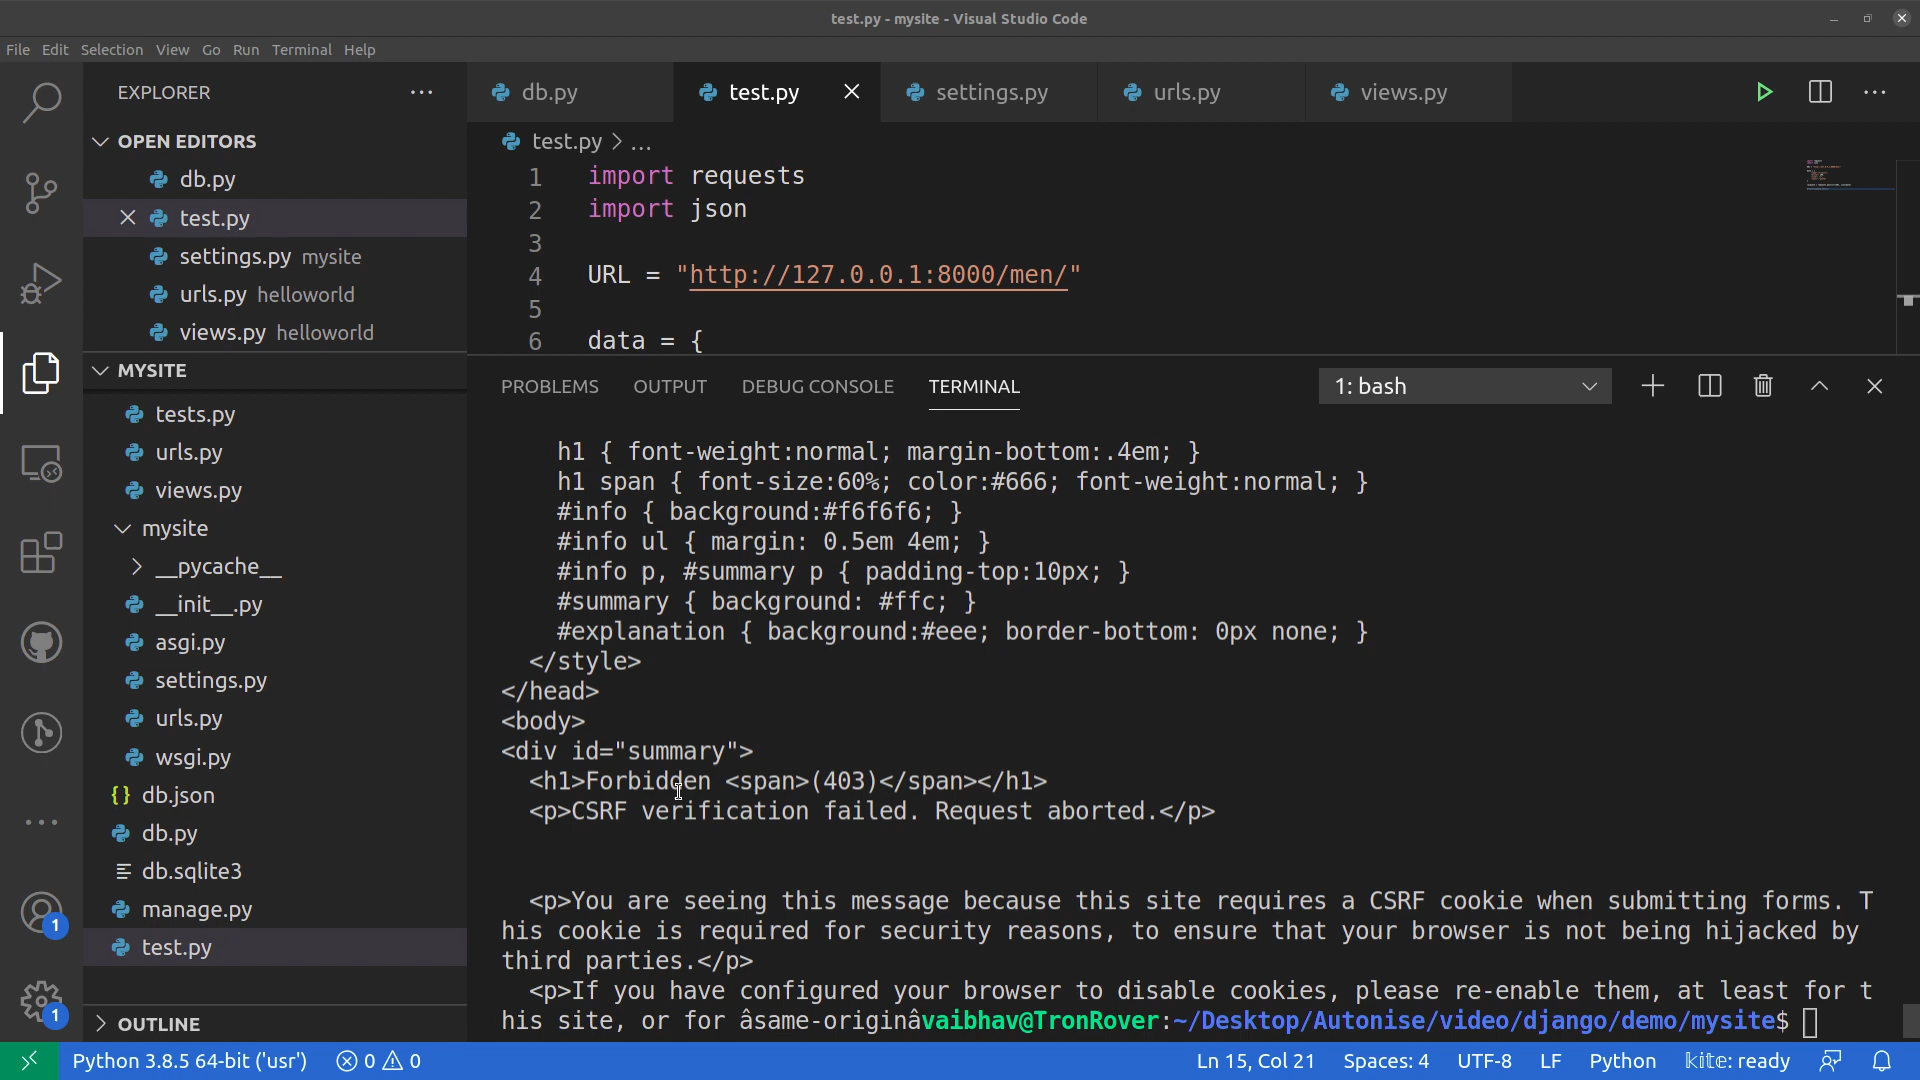 test.py - mysite - Visual Studio Code
File Edit Selection View Go Run Terminal Help
EXPLORER
OPEN EDITORS
db.py
test.py
settings.py mysite
urls.py helloworld
views.py helloworld
MYSITE
tests.py
urls.py
views.py
mysite
__pycache__
__init__.py
asgi.py
settings.py
urls.py
wsgi.py
{} db.json
db.py
db.sqlite3
manage.py
test.py
OUTLINE
1
1
db.py test.py settings.py urls.py views.py
test.py > ...
1 import requests
2 import json
3
4 URL = "http://127.0.0.1:8000/men/"
5
6 data = {
PROBLEMS OUTPUT DEBUG CONSOLE TERMINAL 1: bash
h1 { font-weight:normal; margin-bottom:.4em; }
h1 span { font-size:60%; color:#666; font-weight:normal; }
#info { background:#f6f6f6; }
#info ul { margin: 0.5em 4em; }
#info p, #summary p { padding-top:10px; }
#summary { background: #ffc; }
#explanation { background:#eee; border-bottom: 0px none; }
</style>
</head>
<body>
<div id="summary">
<h1>Forbidden <span>(403)</span></h1>
<p>CSRF verification failed. Request aborted.</p>
<p>You are seeing this message because this site requires a CSRF cookie when submitting forms. T
his cookie is required for security reasons, to ensure that your browser is not being hijacked by
third parties.</p>
<p>If you have configured your browser to disable cookies, please re-enable them, at least for t
his site, or for âsame-originâvaibhav@TronRover:~/Desktop/Autonise/video/django/demo/mysite$
Python 3.8.5 64-bit ('usr') 0 0 Ln 15, Col 21 Spaces: 4 UTF-8 LF Python kite: ready